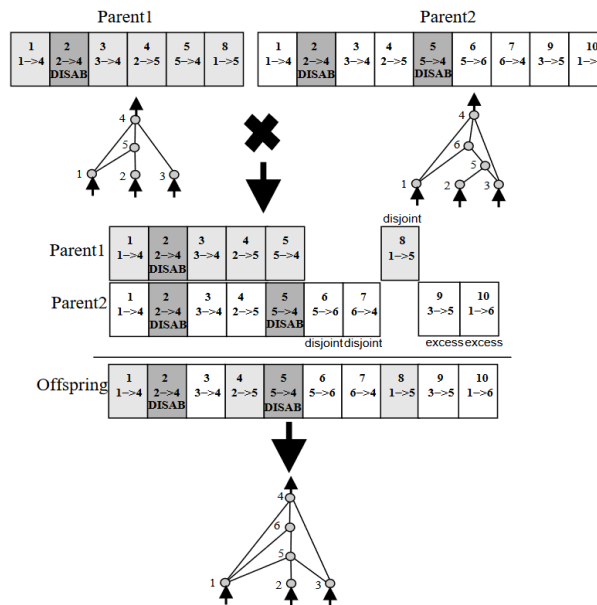 Parent1 Parent2
1 2 3 4 5 8 1 2 3 4 5 6 7 9 10
1->4 2->4 3->4 2->5 5->4 1->5 1->4 2->4 3->4 2->5 5->4 5->6 6->4 3->5 1->6
DISAB DISAB DISAB
4 4
5 6
5
1 2 3 1 2 3
disjoint
Parent1 1 2 3 4 5 8
1->4 2->4 3->4 2->5 5->4 1->5
DISAB
Parent2 1 2 3 4 5 6 7 9 10
1->4 2->4 3->4 2->5 5->4 5->6 6->4 3->5 1->6
DISAB DISAB
disjoint disjoint excess excess
Offspring 1 2 3 4 5 6 7 8 9 10
1->4 2->4 3->4 2->5 5->4 5->6 6->4 1->5 3->5 1->6
DISAB DISAB
4
6
5
1 2 3